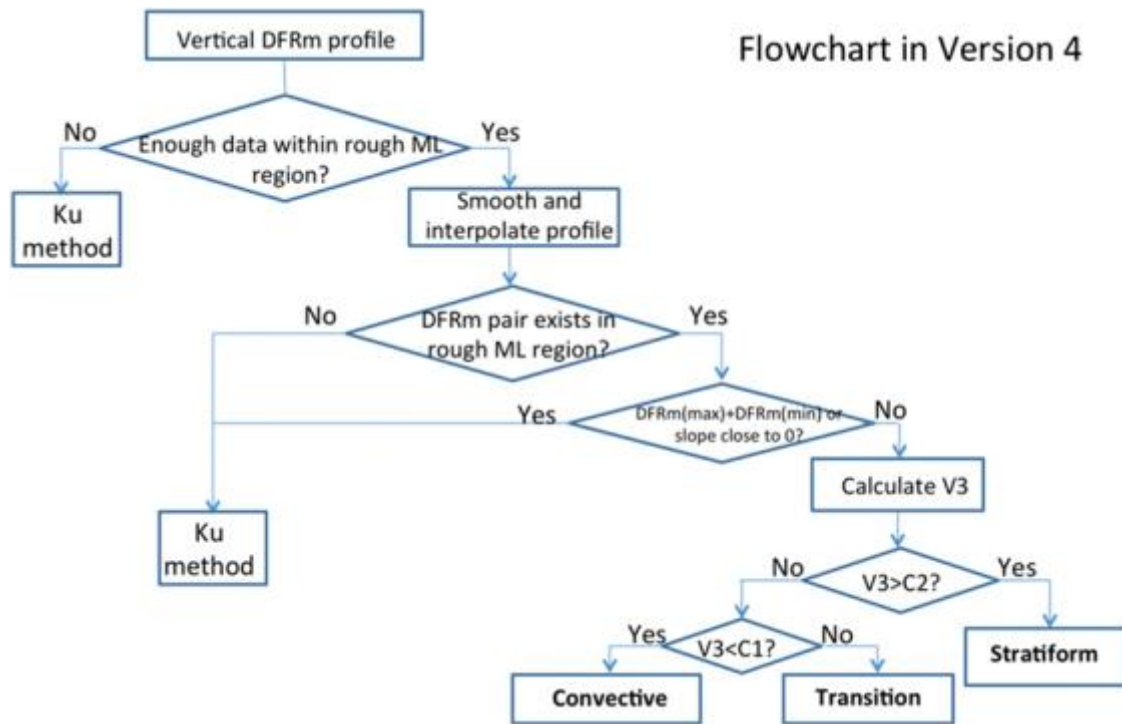 Vertical DFRm profile
Flowchart in Version 4
No
Enough data within rough ML
region?
Yes
Ku
method
Smooth and
interpolate profile
No
DFRm pair exists in
rough ML region?
Yes
Yes
DFRm(max)+DFRm(min) or
slope close to 0?
No
Calculate V3
Ku
method
No
V3>C2?
Yes
Yes
V3<C1?
No
Stratiform
Convective
Transition